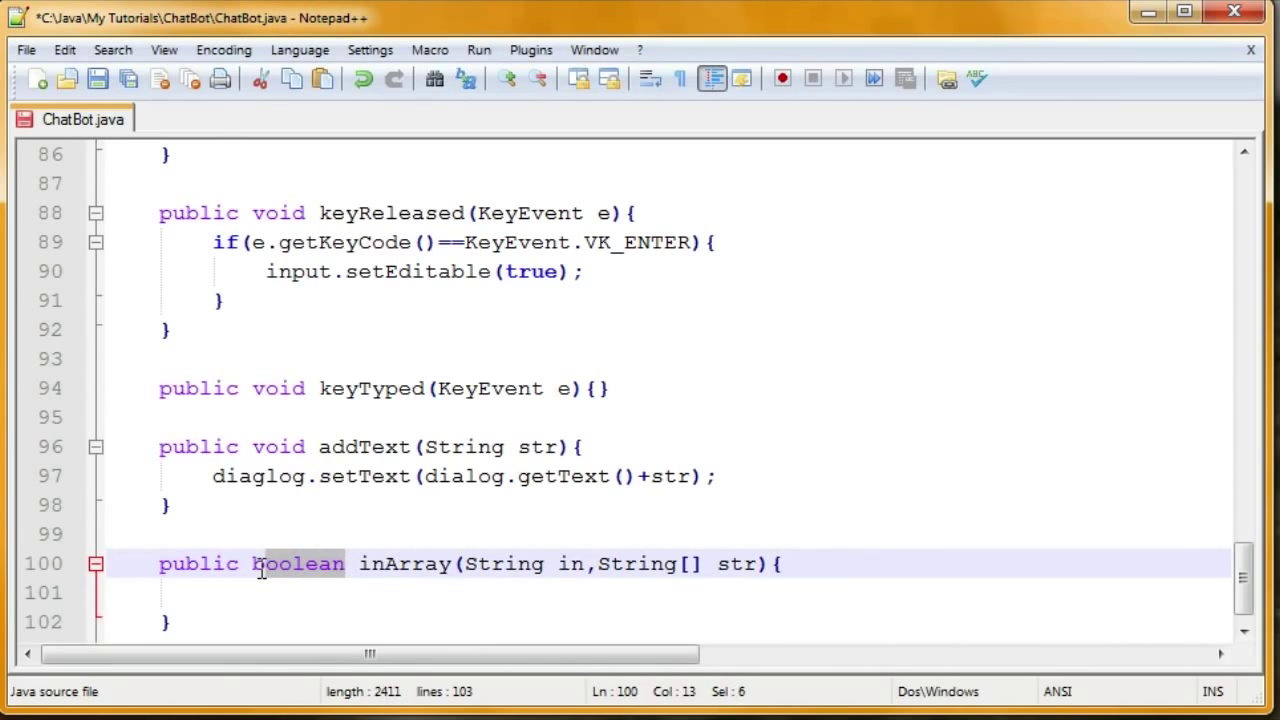 *C:\Java\My Tutorials\ChatBot\ChatBot.java - Notepad++
File Edit Search View Encoding Language Settings Macro Run Plugins Window ? X
ABC
ChatBot.java
86 }
87
88 public void keyReleased(KeyEvent e){
89 if(e.getKeyCode()==KeyEvent.VK_ENTER){
90 input.setEditable(true);
91 }
92 }
93
94 public void keyTyped(KeyEvent e){}
95
96 public void addText(String str){
97 diaglog.setText(dialog.getText()+str);
98 }
99
100 public boolean inArray(String in,String[] str){
101
102 }
Java source file length : 2411 lines : 103 Ln : 100 Col : 13 Sel : 6 Dos\Windows ANSI INS